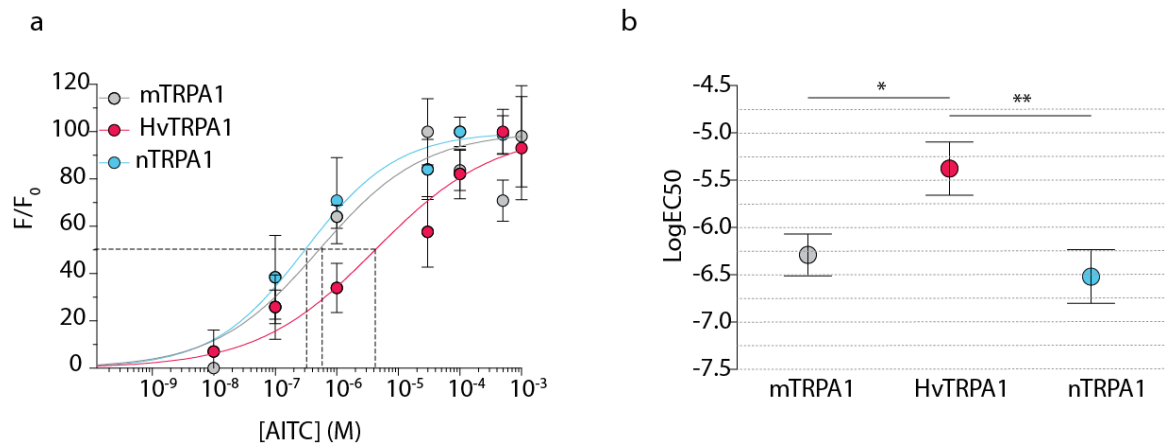 a
120
100
80
60
40
20
0
F/F₀
mTRPA1
HvTRPA1
nTRPA1
10⁻⁹ 10⁻⁸ 10⁻⁷ 10⁻⁶ 10⁻⁵ 10⁻⁴ 10⁻³
[AITC] (M)
b
-4.5
-5.0
-5.5
-6.0
-6.5
-7.0
-7.5
LogEC50
* **
mTRPA1 HvTRPA1 nTRPA1